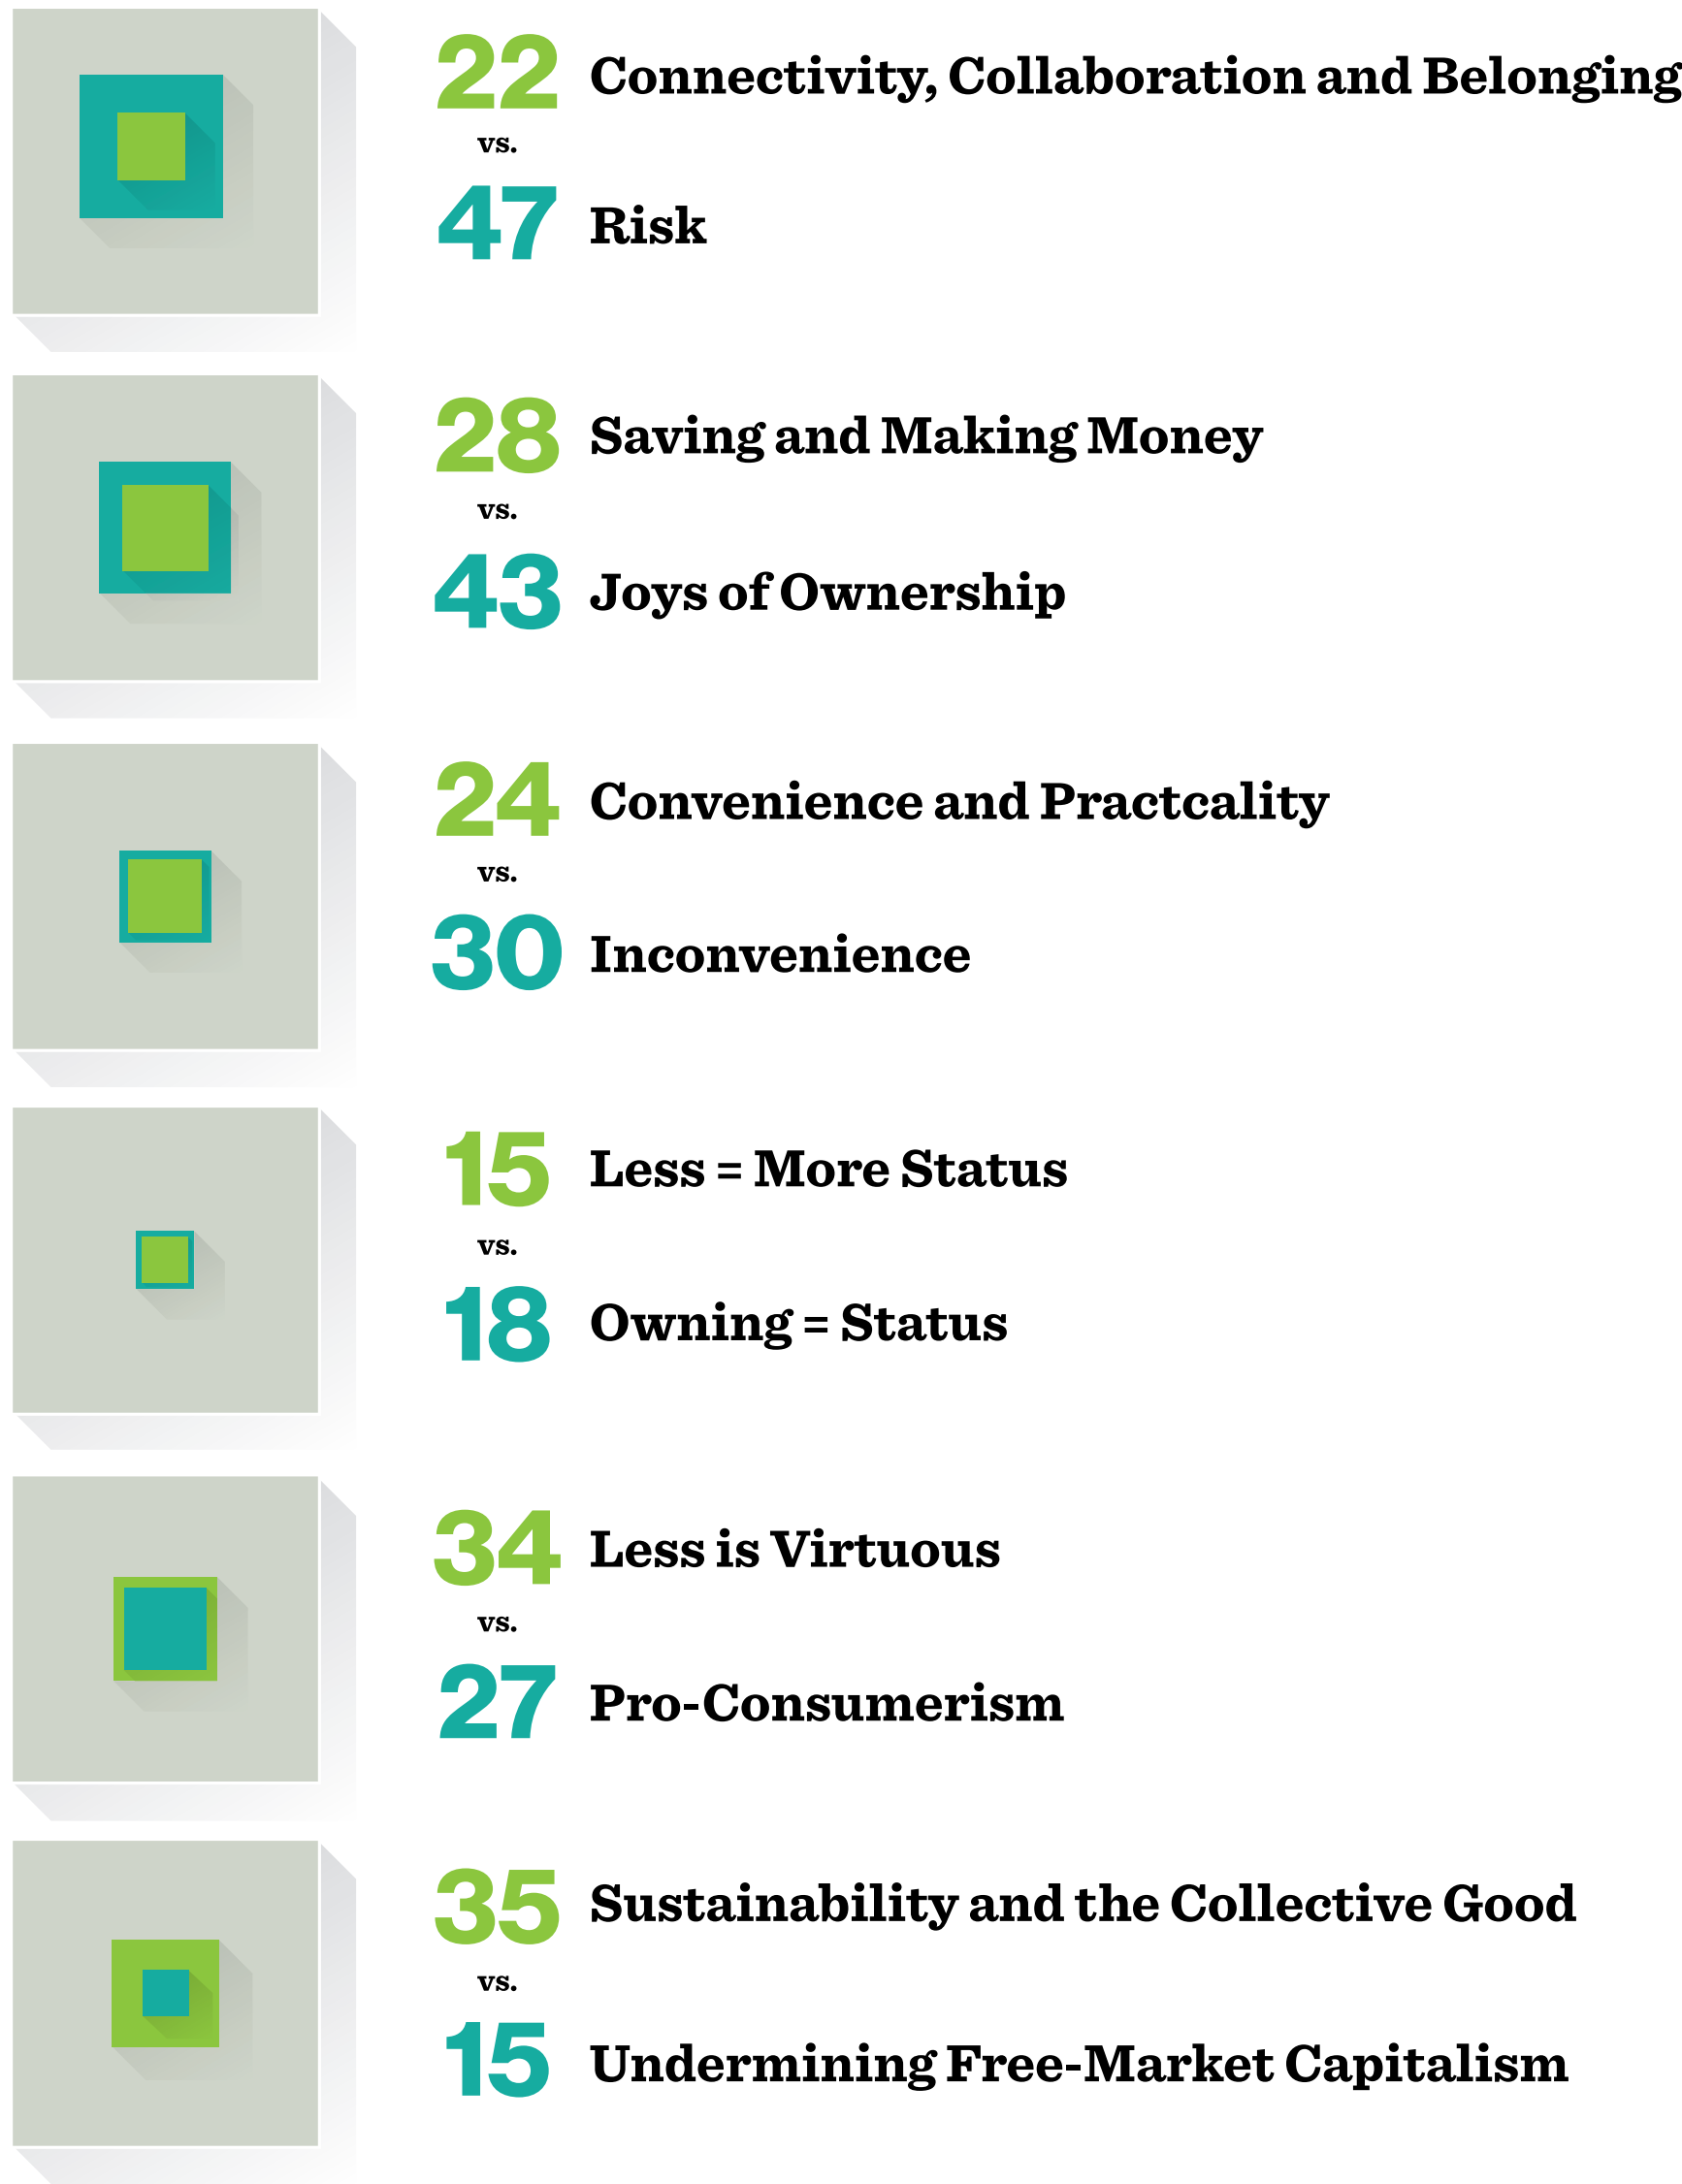 22 Connectivity, Collaboration and Belonging
vs.
47 Risk
28 Saving and Making Money
vs.
43 Joys of Ownership
24 Convenience and Practcality
vs.
30 Inconvenience
15 Less = More Status
vs.
18 Owning = Status
34 Less is Virtuous
vs.
27 Pro-Consumerism
35 Sustainability and the Collective Good
vs.
15 Undermining Free-Market Capitalism